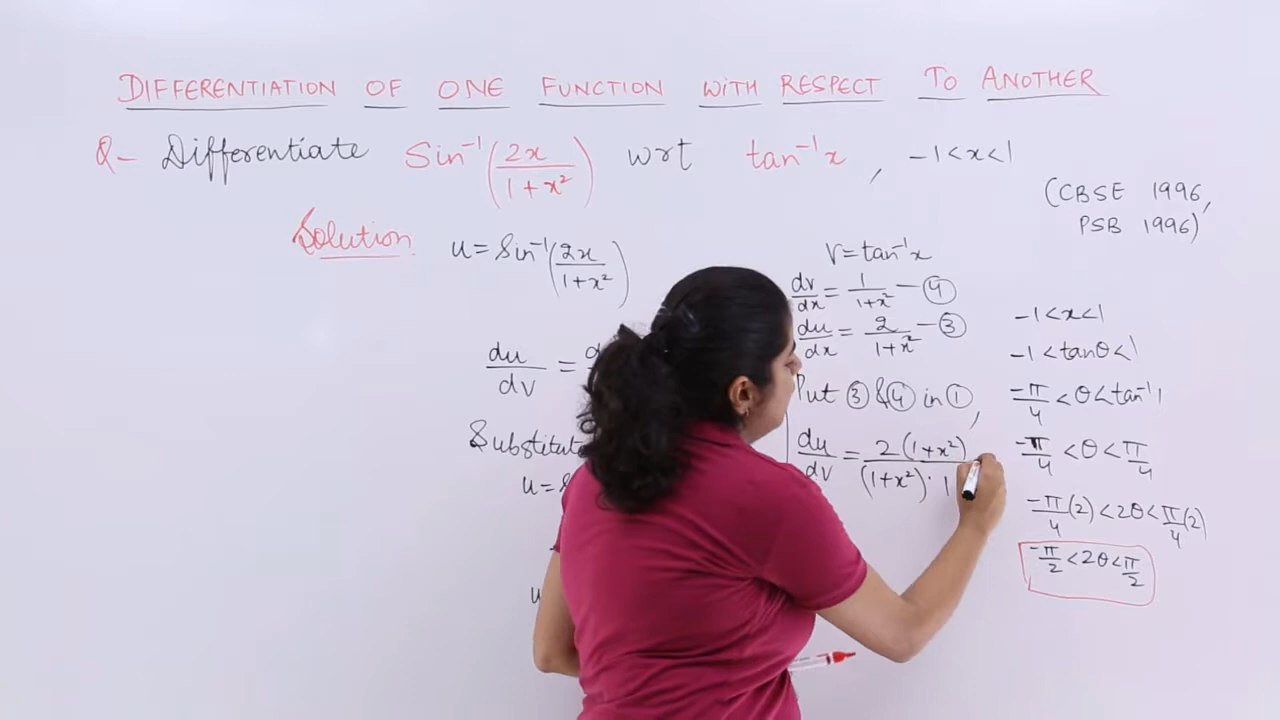 DIFFERENTIATION OF ONE FUNCTION WITH RESPECT TO ANOTHER
Q- Differentiate Sin⁻¹(2x/(1+x²)) wrt tan⁻¹x, -1<x<1
(CBSE 1996,
PSB 1996)
Solution
u = Sin⁻¹(2x/(1+x²))
du/dv =
Substitute
u=
v = tan⁻¹x
dv/dx = 1/(1+x²) — ④
du/dx = 2/(1+x²) — ③
Put ③ & ④ in ①,
du/dv = 2(1+x²)/((1+x²)·1
-1<x<1
-1<tanθ<1
-π/4 <θ<tan⁻¹1
-π/4 <θ< π/4
-π/4(2) <2θ< π/4(2)
-π/2 <2θ< π/2